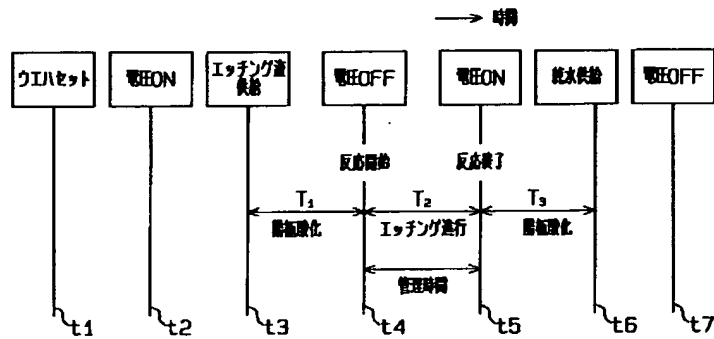 時間
ウエハセット
電圧ON
エッチング液
供給
電圧OFF
電圧ON
純水供給
電圧OFF
反応開始
反応終了
T₁
T₂
T₃
陽極酸化
エッチング進行
陽極酸化
管理時間
t1
t2
t3
t4
t5
t6
t7